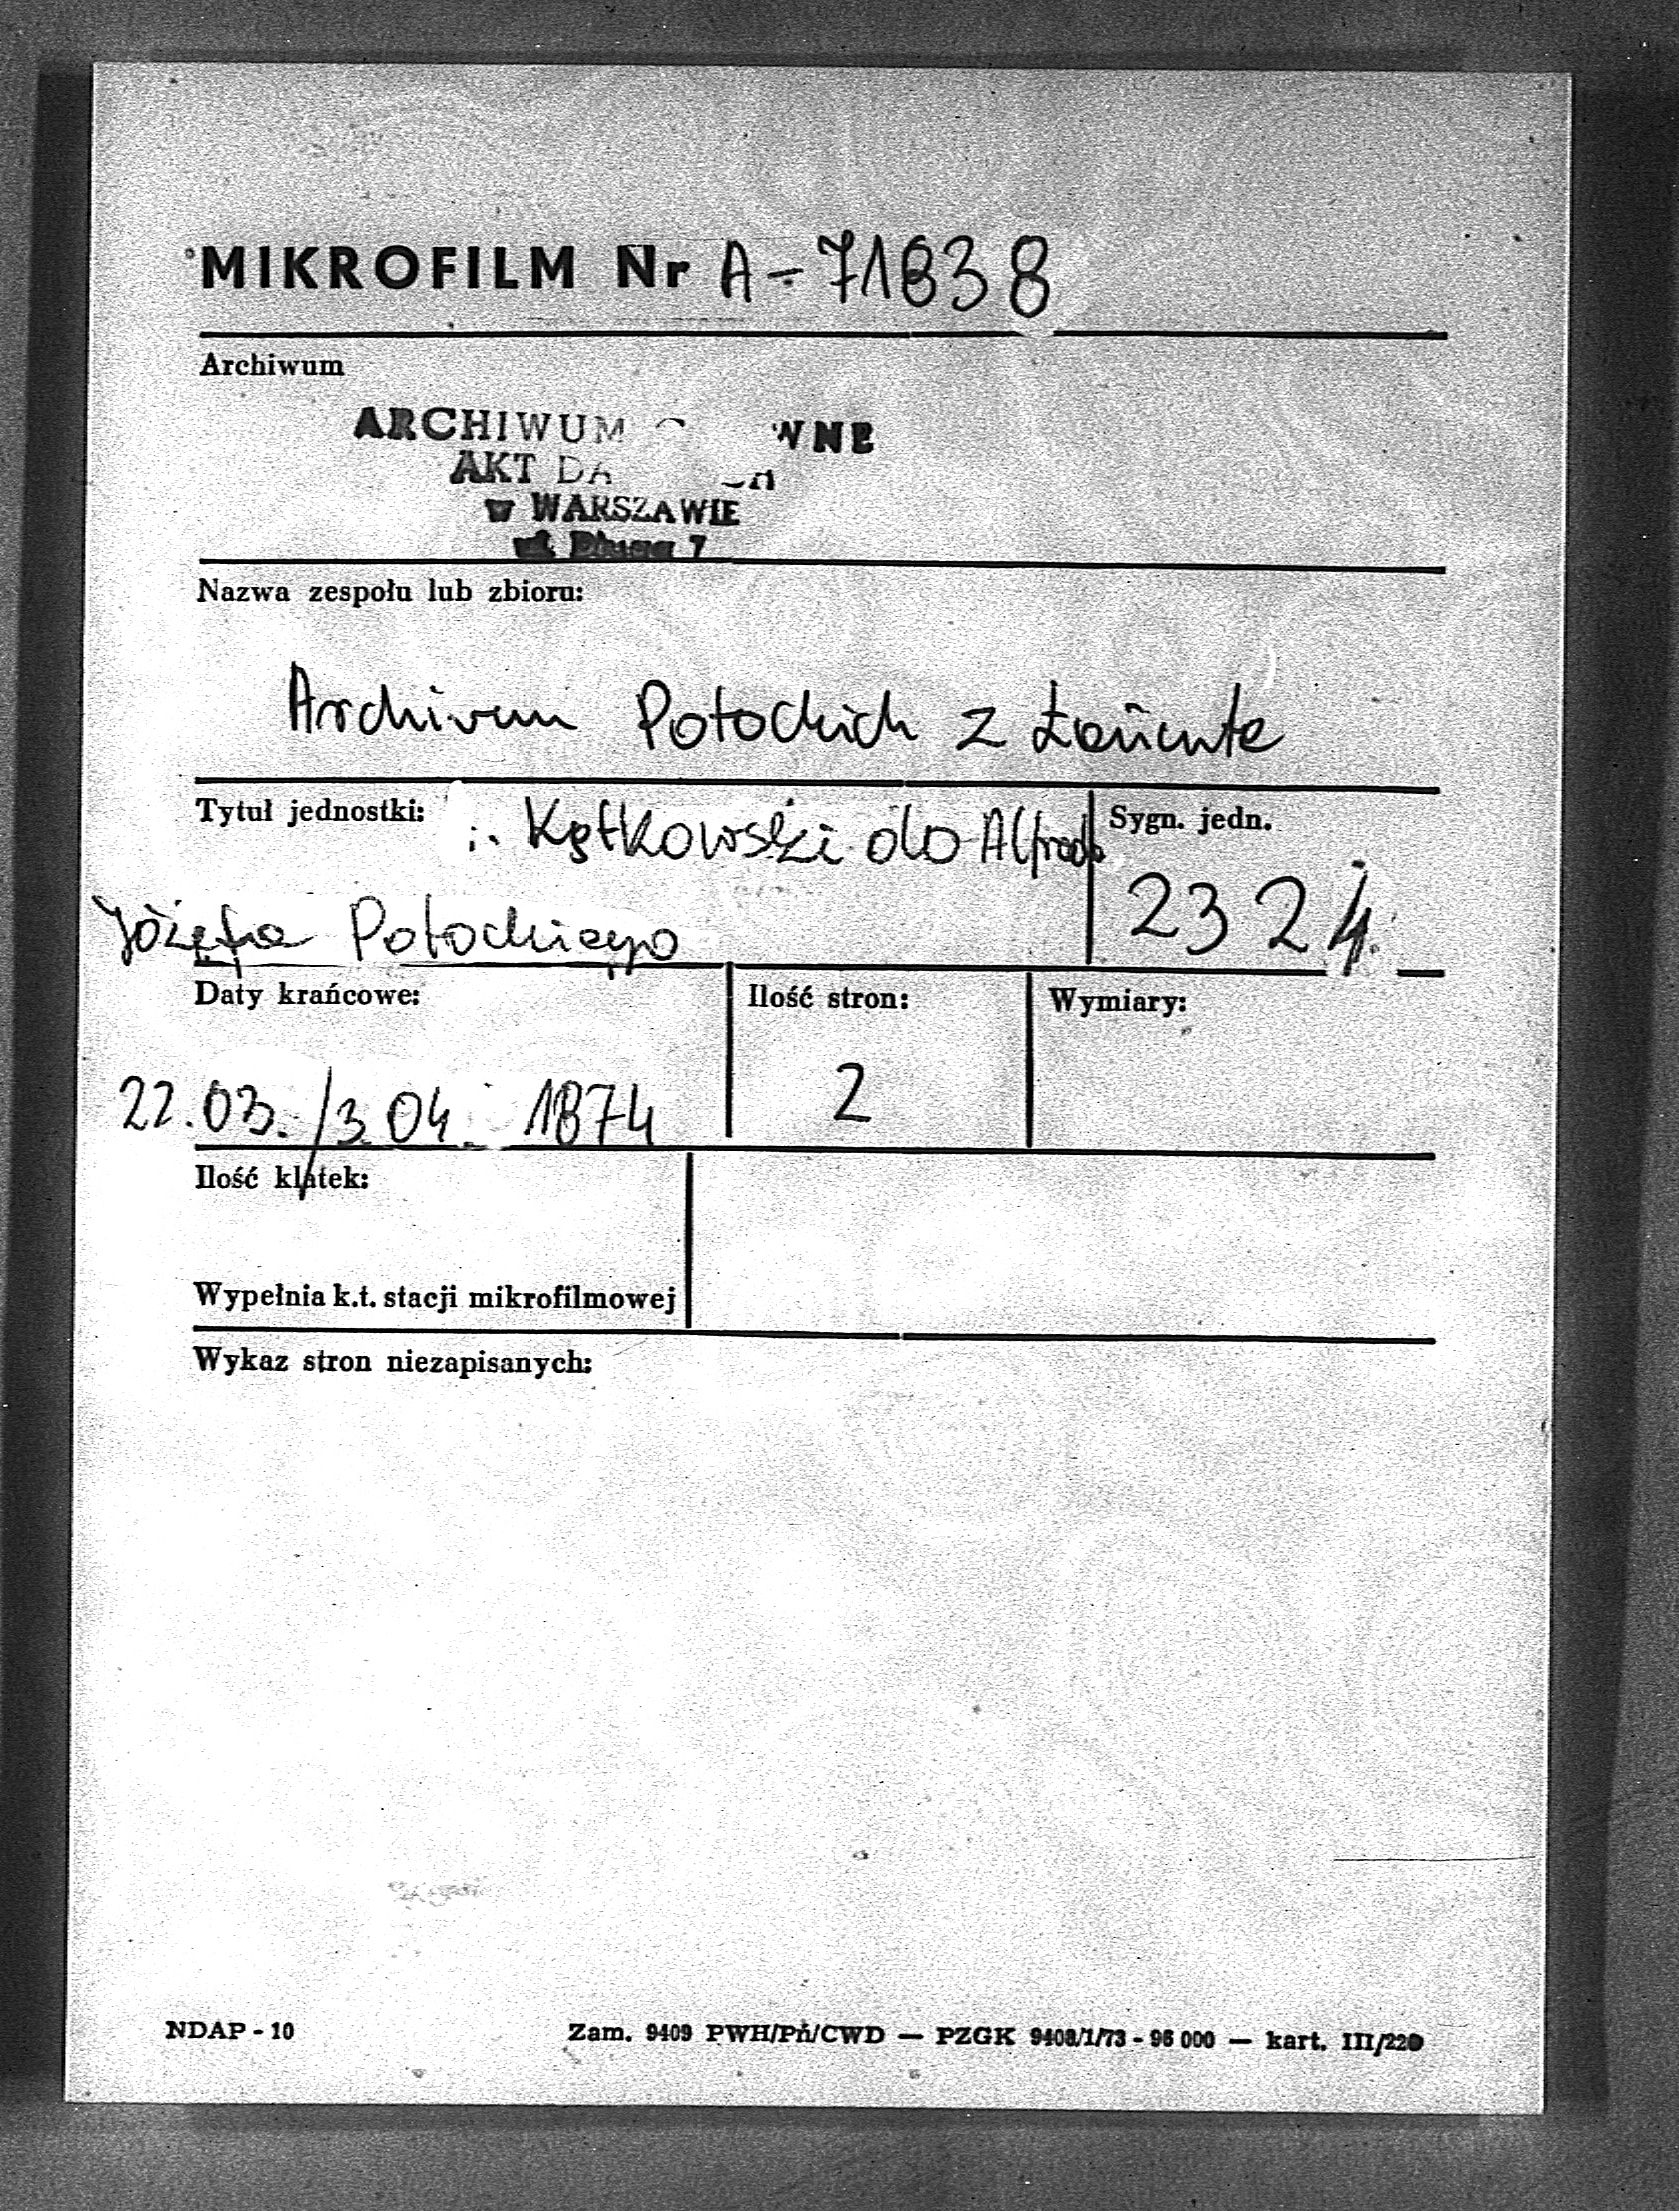 MIKROFILM Nr A-71838
Archiwum
ARCHIWUM WNE
AKT DA
w WARSZAWIE
ul. Długa 7
Nazwa zespołu lub zbioru:
Archiwum Potockich z Łańcuta
Tytuł jednostki: Kętkowski do Alfreda
Sygn. jedn.
2324
Józefa Potockiego
Daty krańcowe:
22.03./3.04. 1874
Ilość stron:
2
Wymiary:
Ilość klatek:
Wypełnia k.t. stacji mikrofilmowej
Wykaz stron niezapisanych:
NDAP - 10
Zam. 9409 PWH/Pń/CWD — PZGK 9408/1/73 - 96 000 — kart. III/220